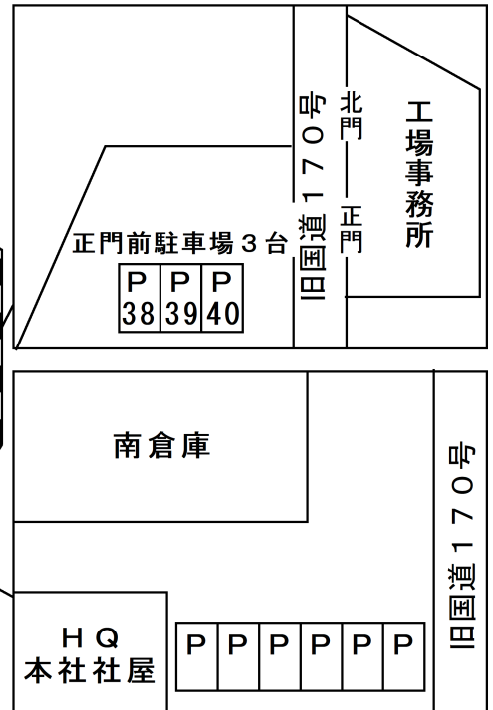 旧国道１７０号
北門
正門
工場事務所
正門前駐車場３台
P P P
38 39 40
南倉庫
旧国道１７０号
ＨＱ
本社社屋
P P P P P P